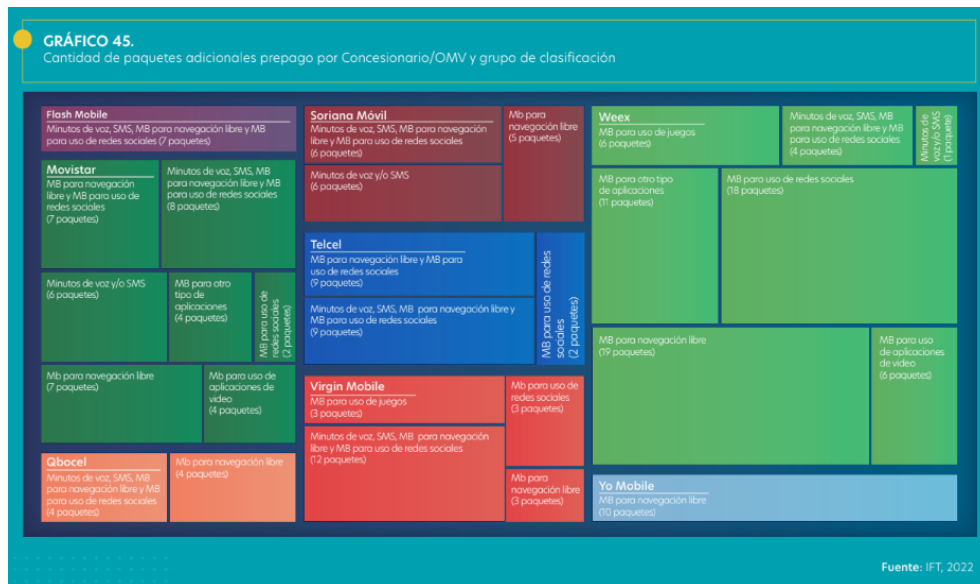 GRÁFICO 45.
Cantidad de paquetes adicionales prepago por Concesionario/OMV y grupo de clasificación
Flash Mobile
Minutos de voz, SMS, MB para navegación libre y MB
para uso de redes sociales (7 paquetes)
Movistar
MB para navegación
libre y MB para uso de
redes sociales
(7 paquetes)
Minutos de voz, SMS, MB
para navegación libre y MB
para uso de redes sociales
(8 paquetes)
Minutos de voz y/o SMS
(6 paquetes)
MB para otro
tipo de
aplicaciones
(4 paquetes)
MB para uso de
redes sociales
(2 paquetes)
Mb para navegación libre
(7 paquetes)
Mb para uso de
aplicaciones de
video
(4 paquetes)
Qbocel
Minutos de voz, SMS, MB
para navegación libre y MB
para uso de redes sociales
(4 paquetes)
Mb para navegación libre
(4 paquetes)
Soriana Móvil
Minutos de voz, SMS, MB para navegación
libre y MB para uso de redes sociales
(6 paquetes)
Minutos de voz y/o SMS
(6 paquetes)
Mb para
navegación libre
(5 paquetes)
Telcel
MB para navegación libre y MB para
uso de redes sociales
(9 paquetes)
Minutos de voz, SMS, MB para navegación libre y
MB para uso de redes sociales
(9 paquetes)
MB para uso de redes
sociales
(2 paquetes)
Virgin Mobile
MB para uso de juegos
(3 paquetes)
Minutos de voz, SMS, MB para navegación
libre y MB para uso de redes sociales
(12 paquetes)
Mb para uso de
redes sociales
(3 paquetes)
Mb para
navegación libre
(3 paquetes)
Weex
MB para uso de juegos
(6 paquetes)
Minutos de voz, SMS, MB para
navegación libre y MB para
uso de redes sociales
(4 paquetes)
Minutos de
voz y/o SMS
(1 paquete)
MB para otro tipo
de aplicaciones
(11 paquetes)
MB para uso de redes sociales
(18 paquetes)
MB para navegación libre
(19 paquetes)
MB para uso
de aplicaciones
de video
(6 paquetes)
Yo Mobile
MB para navegación libre
(10 paquetes)
Fuente: IFT, 2022